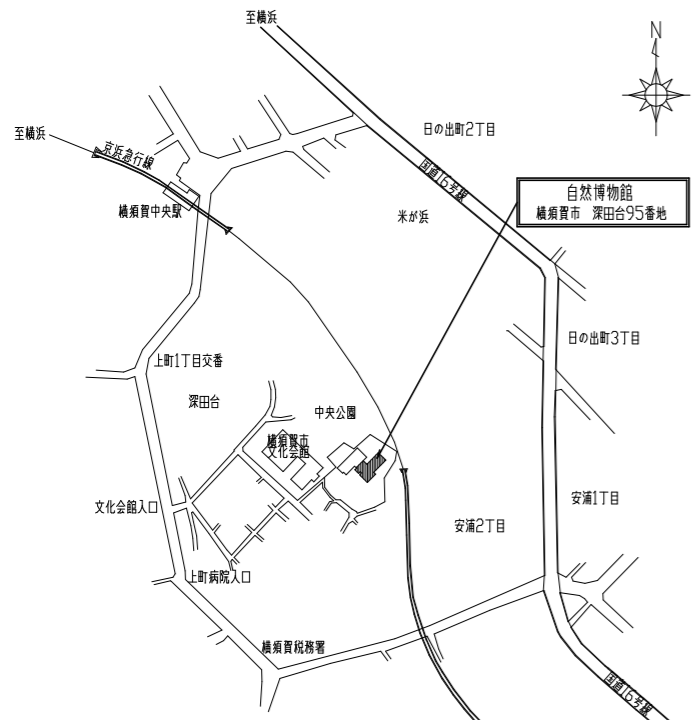 至横浜
N
日の出町2丁目
至横浜
京浜急行線
国道16号線
自然博物館
横須賀市 深田台95番地
横須賀中央駅
米が浜
日の出町3丁目
上町1丁目交番
深田台
中央公園
横須賀市
文化会館
文化会館入口
安浦2丁目
安浦1丁目
上町病院入口
横須賀税務署
国道16号線